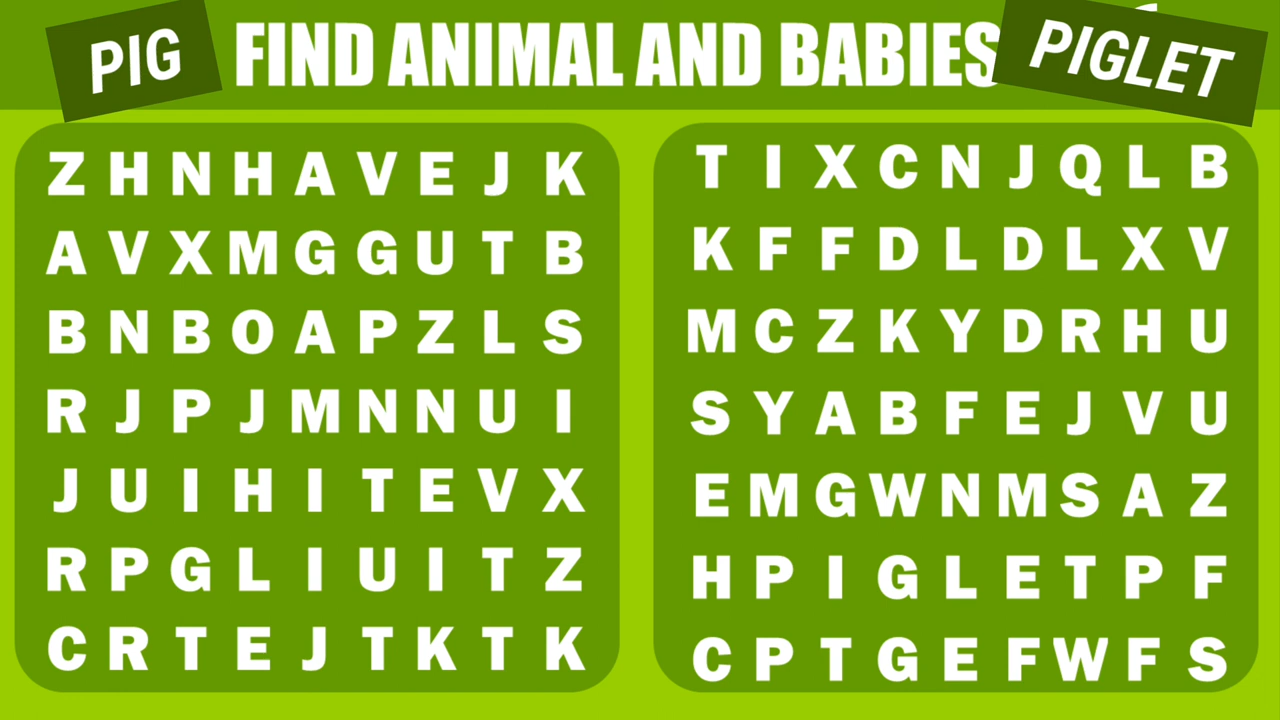 PIG
FIND ANIMAL AND BABIES
PIGLET
Z H N H A V E J K
A V X M G G U T B
B N B O A P Z L S
R J P J M N N U I
J U I H I T E V X
R P G L I U I T Z
C R T E J T K T K
T I X C N J Q L B
K F F D L D L X V
M C Z K Y D R H U
S Y A B F E J V U
E M G W N M S A Z
H P I G L E T P F
C P T G E F W F S